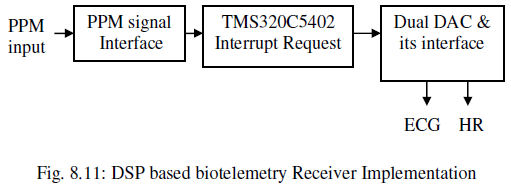 PPM
input
PPM signal
Interface
TMS320C5402
Interrupt Request
Dual DAC &
its interface
ECG HR
Fig. 8.11: DSP based biotelemetry Receiver Implementation